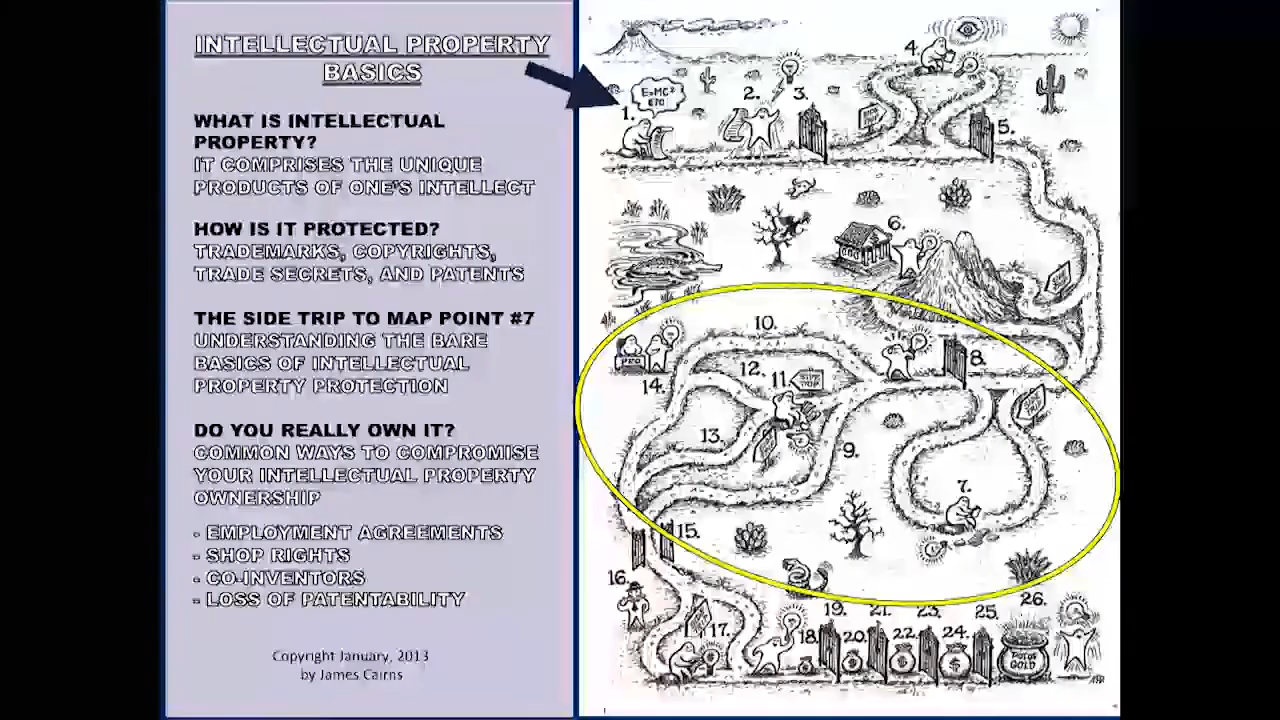 INTELLECTUAL PROPERTY
BASICS
WHAT IS INTELLECTUAL
PROPERTY?
IT COMPRISES THE UNIQUE
PRODUCTS OF ONE'S INTELLECT
HOW IS IT PROTECTED?
TRADEMARKS, COPYRIGHTS,
TRADE SECRETS, AND PATENTS
THE SIDE TRIP TO MAP POINT #7
UNDERSTANDING THE BARE
BASICS OF INTELLECTUAL
PROPERTY PROTECTION
DO YOU REALLY OWN IT?
COMMON WAYS TO COMPROMISE
YOUR INTELLECTUAL PROPERTY
OWNERSHIP
- EMPLOYMENT AGREEMENTS
- SHOP RIGHTS
- CO-INVENTORS
- LOSS OF PATENTABILITY
Copyright January, 2013
by James Cairns
4.
E=MC²
ETC
1.
2.
3.
5.
6.
10.
8.
14.
12.
11.
SIDE
TRIP
13.
9.
7.
15.
16.
17.
18.
19.
20.
21.
22.
23.
24.
25.
26.
$
POT OF
GOLD